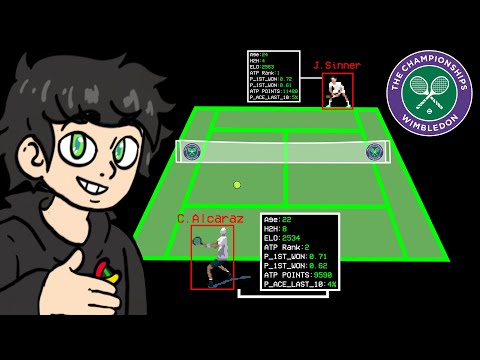 Age:24
H2H:4
ELO:2563
ATP Rank:1
P_1ST_WON:0.72
P_1ST_WON:0.61
ATP POINTS:11480
P_ACE_LAST_10:5%
J.Sinner
THE CHAMPIONSHIPS
WIMBLEDON
C.Alcaraz
Age:22
H2H:8
ELO:2534
ATP Rank:2
P_1ST_WON:0.71
P_1ST_WON:0.62
ATP POINTS:9590
P_ACE_LAST_10:4%